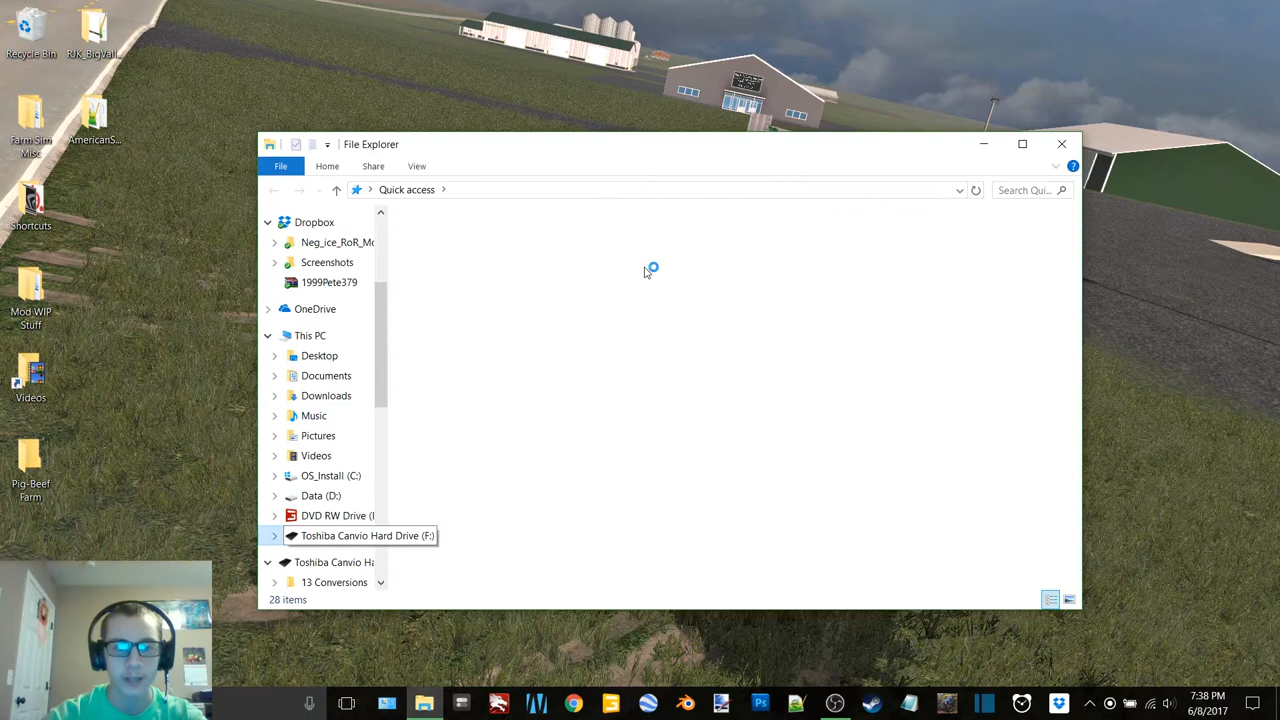 Recycle Bin
RJK_BigVall...
Farm Sim
Misc
AmericanS...
Shortcuts
Mod WIP
Stuff
Videos
Pig-Beef
Farm
File Explorer
File
Home
Share
View
Quick access
Search Qui...
Dropbox
Neg_ice_RoR_Mo
Screenshots
1999Pete379
OneDrive
This PC
Desktop
Documents
Downloads
Music
Pictures
Videos
OS_Install (C:)
Data (D:)
DVD RW Drive (
Toshiba Canvio Hard Drive (F:)
Toshiba Canvio Ha
13 Conversions
28 items
7:38 PM
6/8/2017